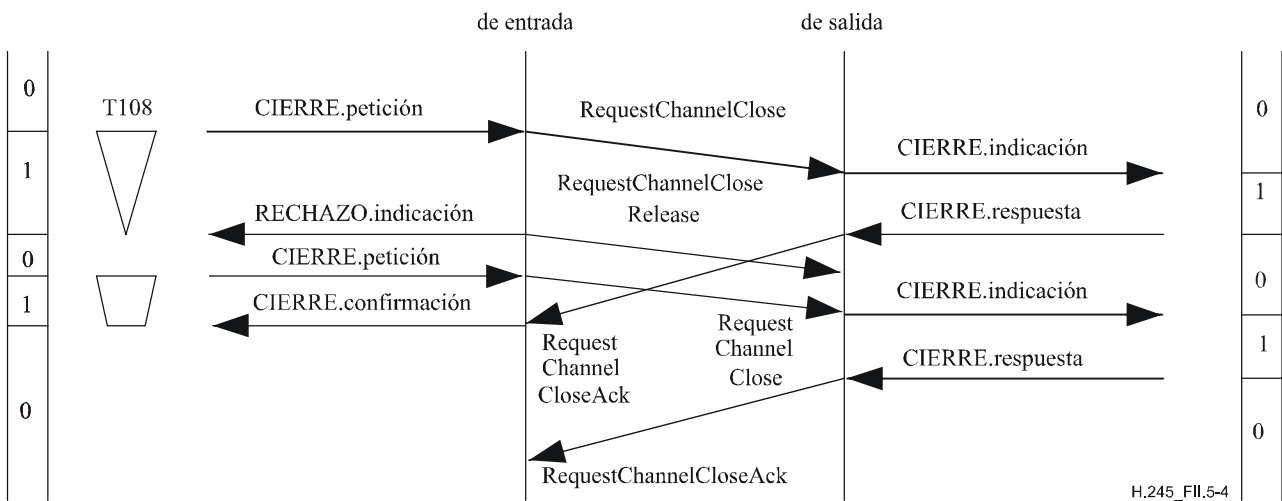 de entrada
de salida
0
T108
CIERRE.petición
RequestChannelClose
0
CIERRE.indicación
1
RequestChannelClose
Release
1
RECHAZO.indicación
CIERRE.respuesta
0
CIERRE.petición
0
1
CIERRE.confirmación
CIERRE.indicación
Request
Channel
CloseAck
Request
Channel
Close
1
CIERRE.respuesta
0
0
RequestChannelCloseAck
H.245_FII.5-4